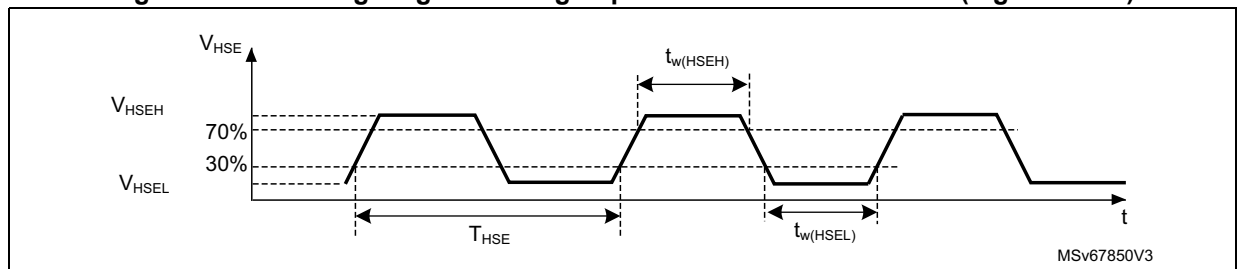 V_HSE
t_w(HSEH)
V_HSEH
70%
30%
V_HSEL
T_HSE
t_w(HSEL)
t
MSv67850V3